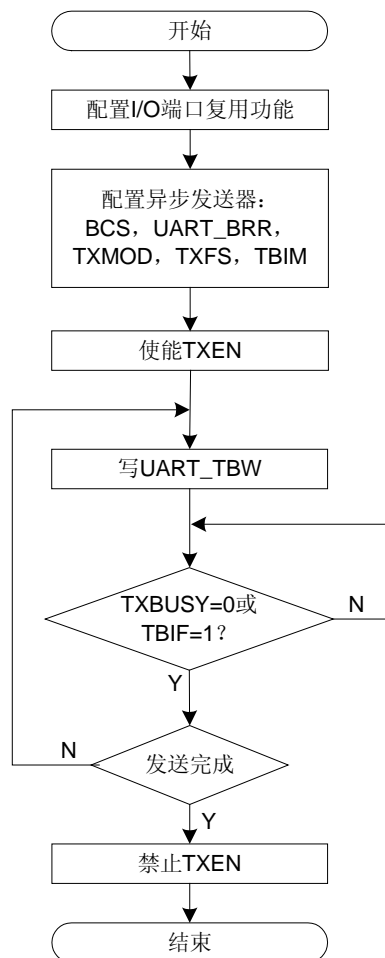 开始
配置I/O端口复用功能
配置异步发送器：
BCS，UART_BRR，
TXMOD，TXFS，TBIM
使能TXEN
写UART_TBW
TXBUSY=0或
TBIF=1？
N
Y
N
发送完成
Y
禁止TXEN
结束